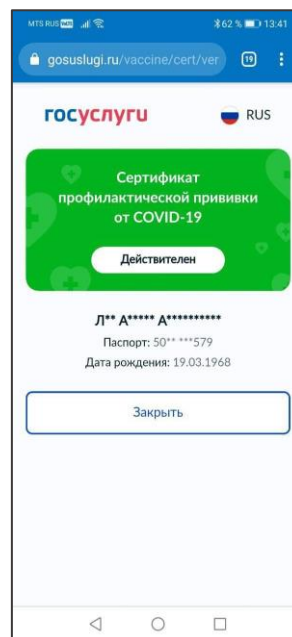 MTS RUS 62 % 13:41
gosuslugi.ru/vaccine/cert/ver 19
госуслуги RUS
Сертификат
профилактической прививки
от COVID-19
Действителен
Л** А***** А**********
Паспорт: 50** ***579
Дата рождения: 19.03.1968
Закрыть